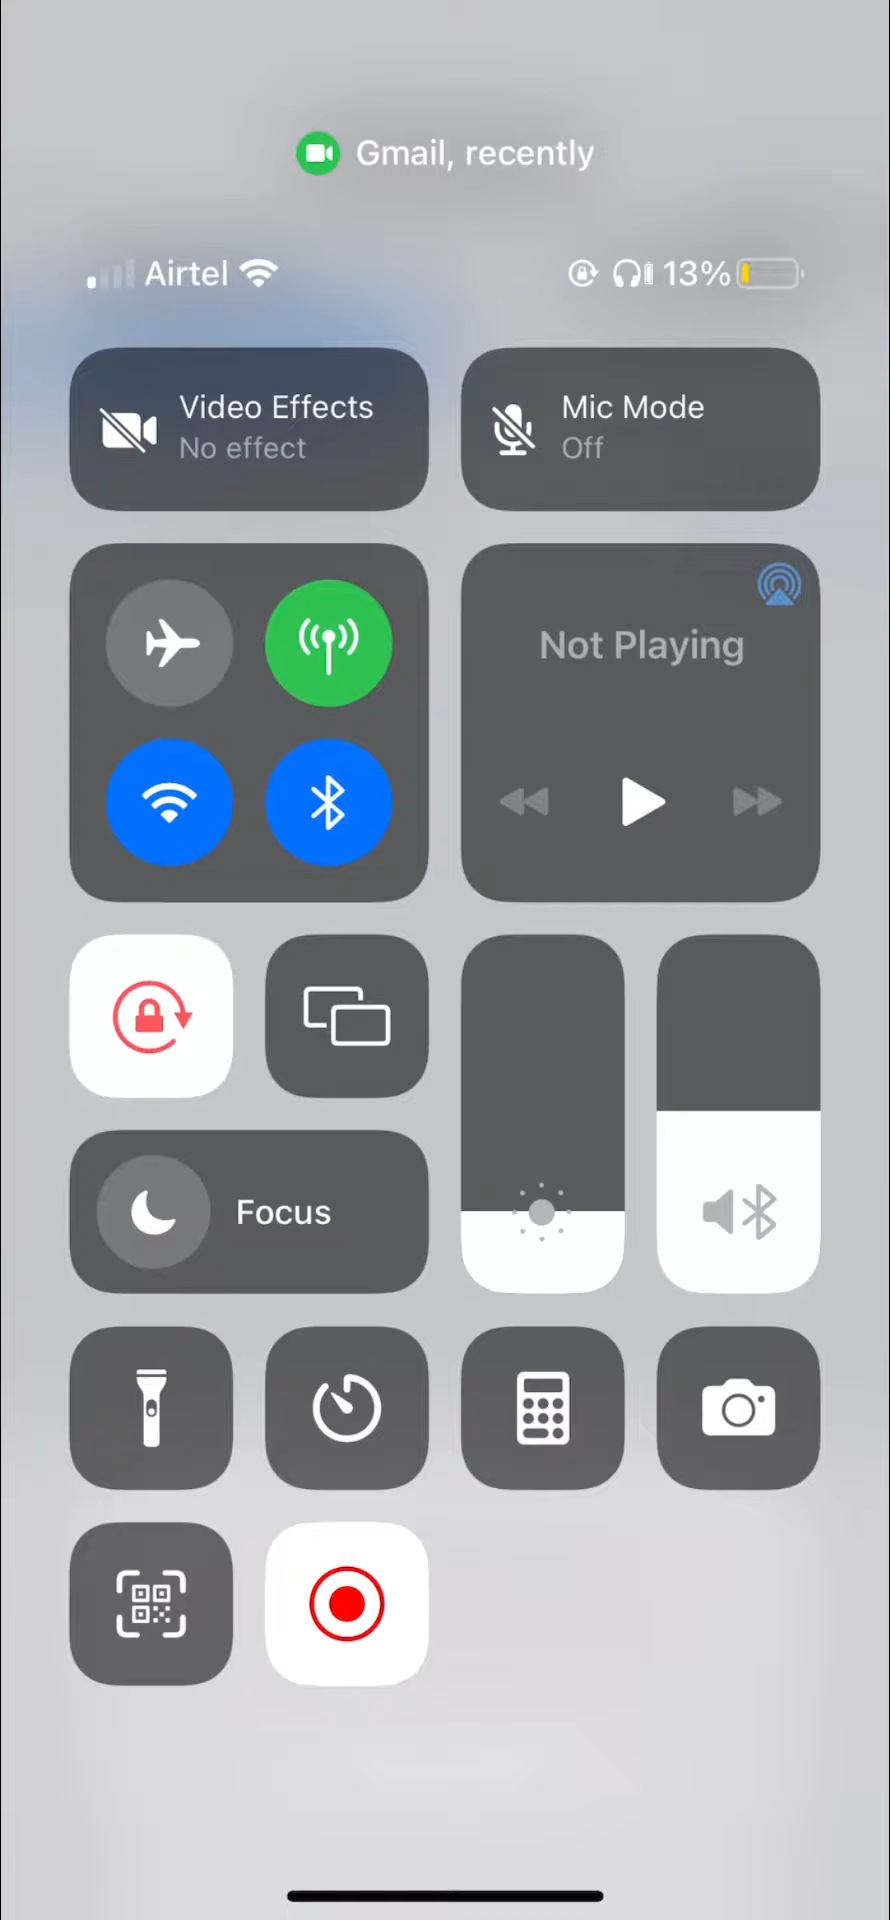 Gmail, recently
Airtel
13%
Video Effects
No effect
Mic Mode
Off
Not Playing
Focus